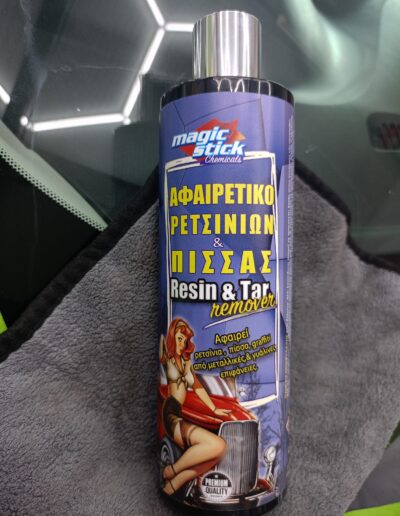 magic
stick
Chemicals
ΑΦΑΙΡΕΤΙΚΟ
ΡΕΤΣΙΝΙΩΝ
&
ΠΙΣΣΑΣ
Resin & Tar
remover
Αφαιρεί
ρετσίνια, πίσσα, graffiti
από μεταλλικές & γυάλινες
επιφάνειες.
PREMIUM
QUALITY